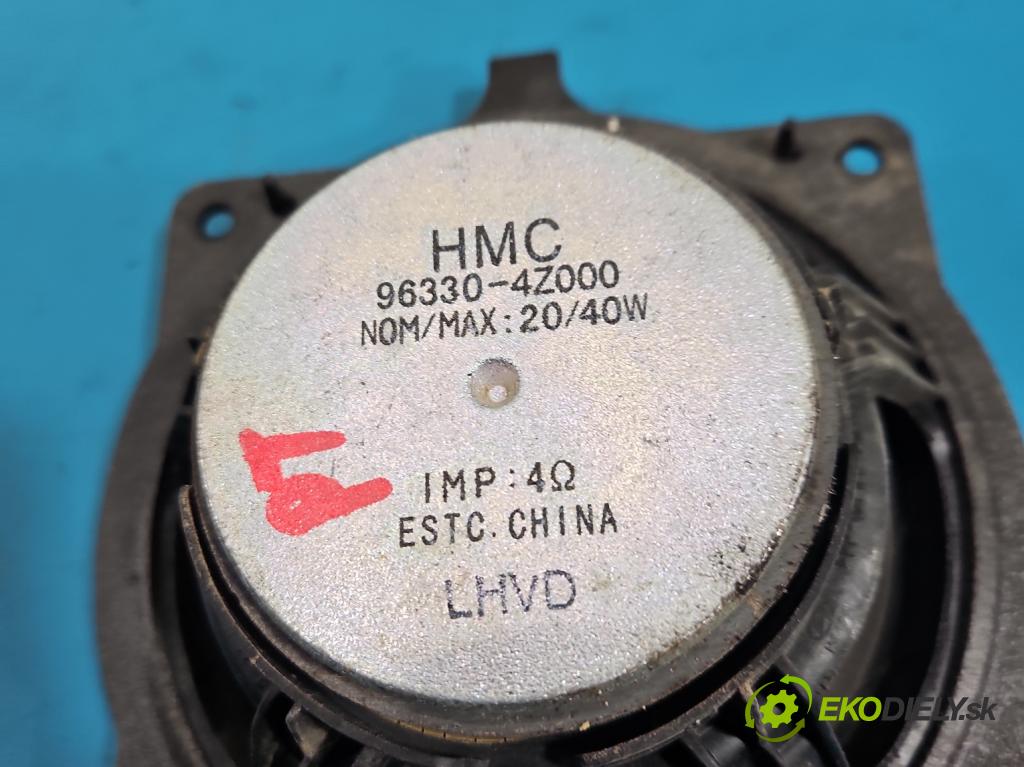 HMC
96330-4Z000
NOM/MAX:20/40W
IMP:4Ω
ESTC.CHINA
LHVD
EKODIELY.sk